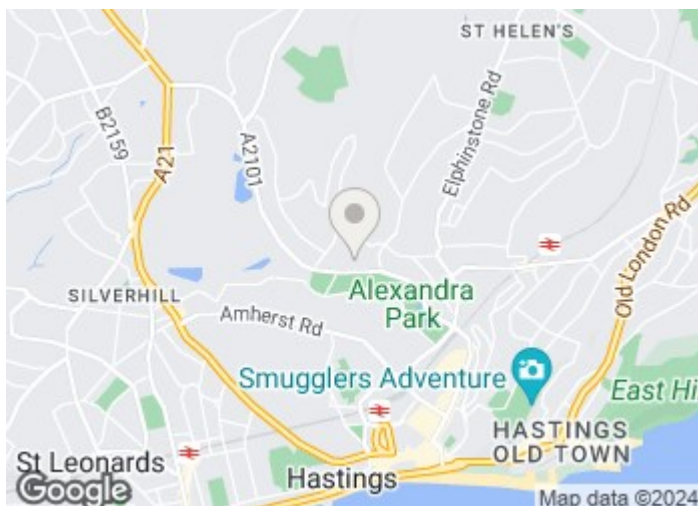 ST HELEN'S
B2159
A21
A2101
Elphinstone Rd
Old London Rd
SILVERHILL
Amherst Rd
Alexandra
Park
Smugglers Adventure
East Hi
HASTINGS
OLD TOWN
St Leonards
Hastings
Google
Map data ©2024